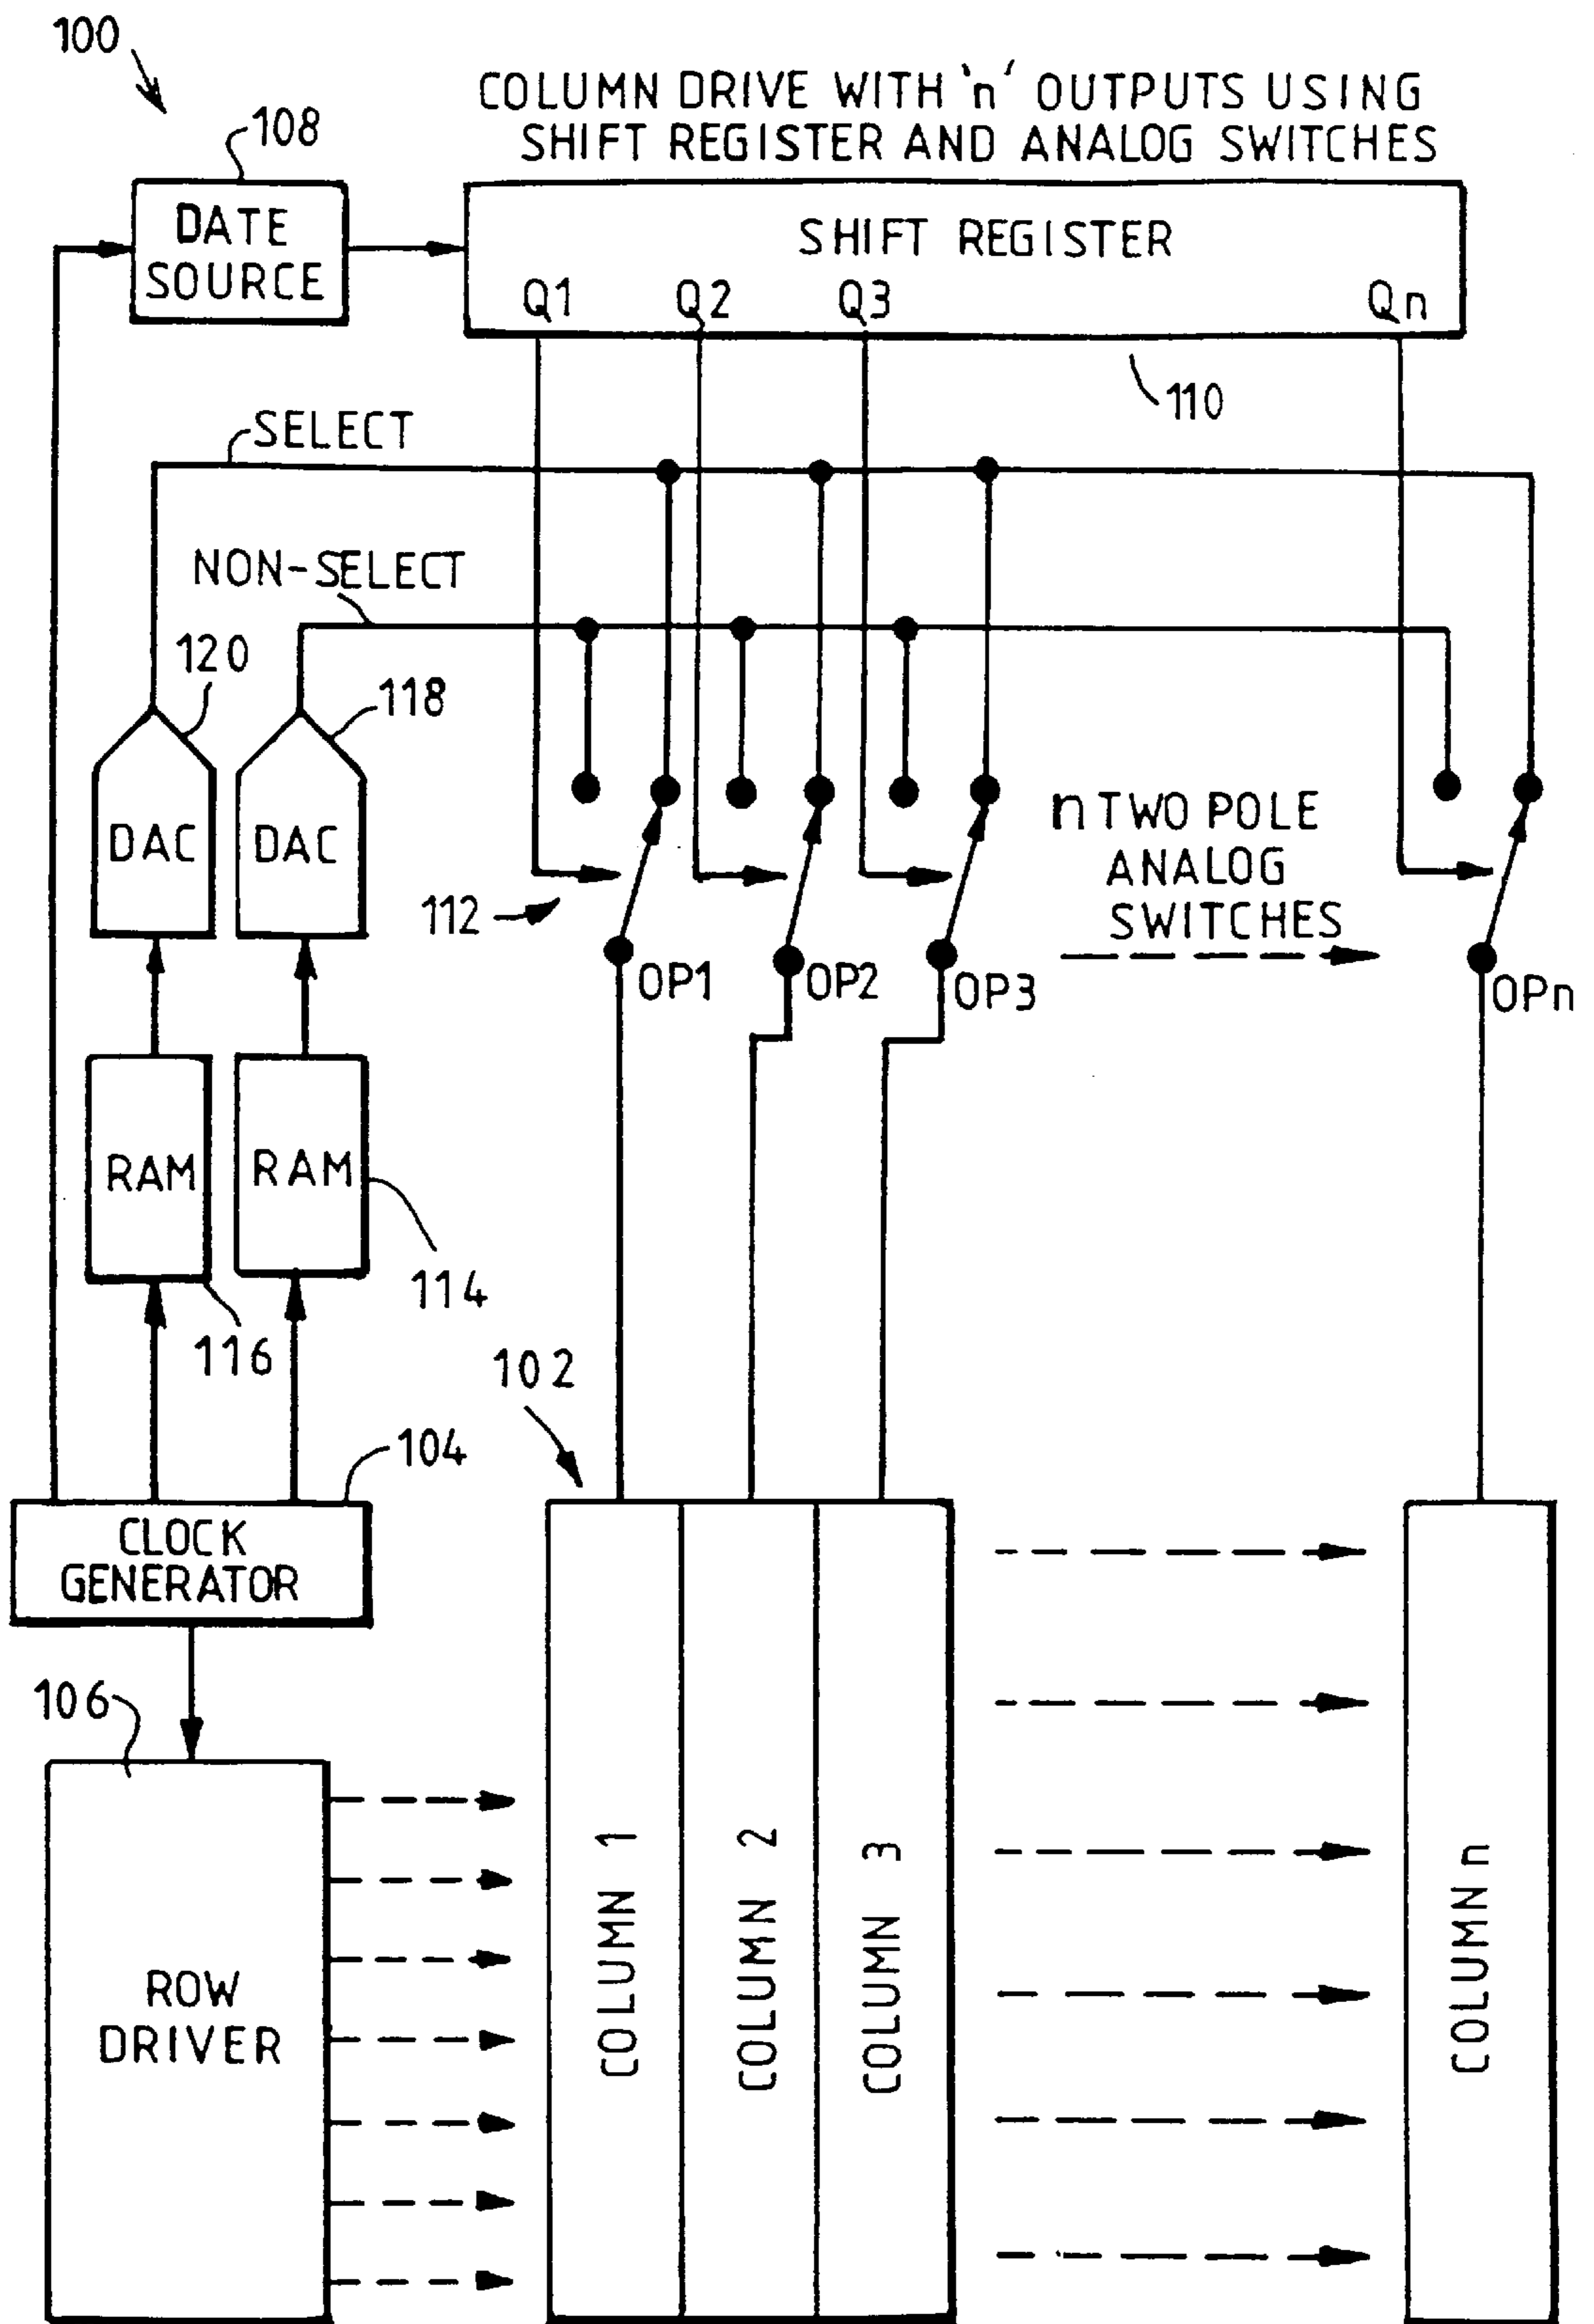 100
COLUMN DRIVE WITH 'n' OUTPUTS USING
SHIFT REGISTER AND ANALOG SWITCHES
108
DATE
SOURCE
SHIFT REGISTER
Q1 Q2 Q3 Qn
110
SELECT
NON-SELECT
120
118
DAC DAC
n TWO POLE
ANALOG
SWITCHES
112
OP1 OP2 OP3 OPn
RAM RAM
114
116
102
104
CLOCK
GENERATOR
106
ROW
DRIVER
COLUMN 1
COLUMN 2
COLUMN 3
COLUMN n